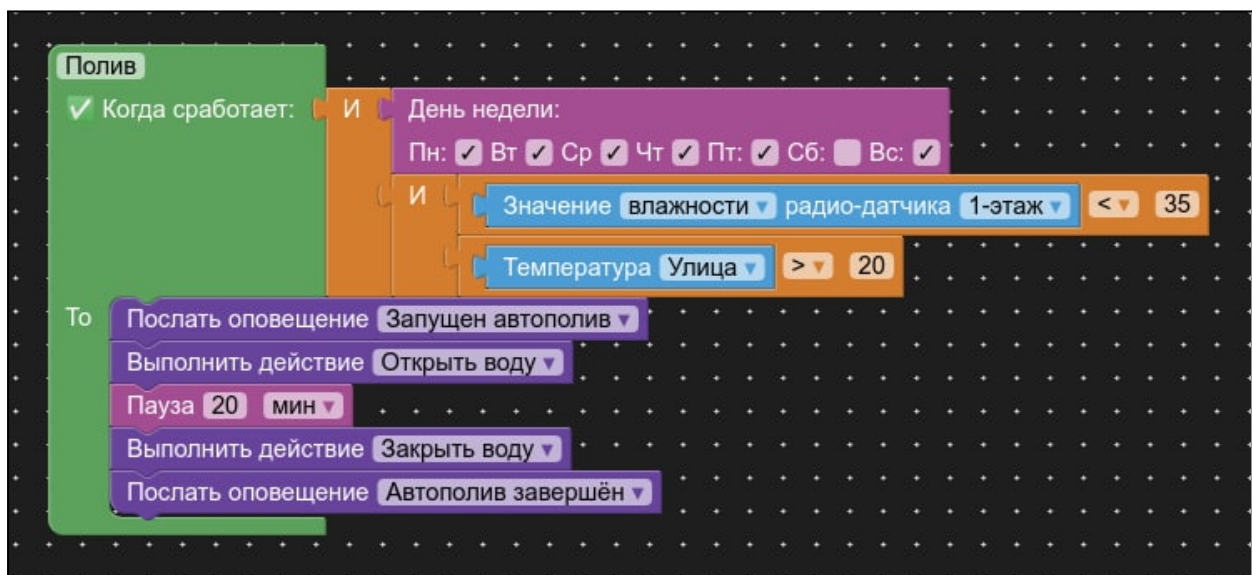 Полив
Когда сработает: И День недели:
Пн: Вт Ср Чт Пт: Сб: Вс:
И Значение влажности радио-датчика 1-этаж < 35
Температура Улица > 20
То Послать оповещение Запущен автополив
Выполнить действие Открыть воду
Пауза 20 мин
Выполнить действие Закрыть воду
Послать оповещение Автополив завершён